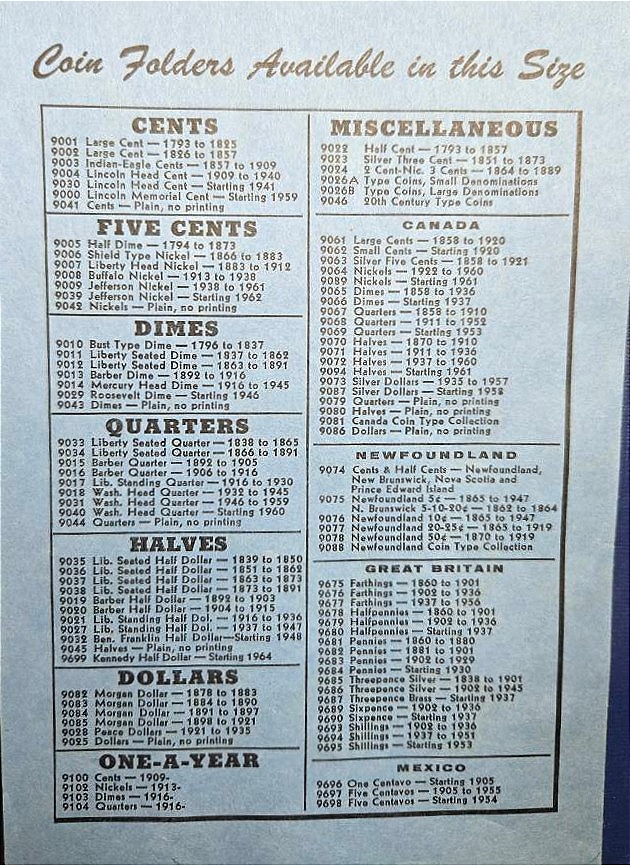 Coin Folders Available in this Size
CENTS
9001 Large Cent — 1793 to 1825
9002 Large Cent — 1826 to 1857
9003 Indian-Eagle Cents — 1857 to 1909
9004 Lincoln Head Cent — 1909 to 1940
9030 Lincoln Head Cent — Starting 1941
9000 Lincoln Memorial Cent — Starting 1959
9041 Cents — Plain, no printing
FIVE CENTS
9005 Half Dime — 1794 to 1873
9006 Shield Type Nickel — 1866 to 1883
9007 Liberty Head Nickel — 1883 to 1912
9008 Buffalo Nickel — 1913 to 1938
9009 Jefferson Nickel — 1938 to 1961
9039 Jefferson Nickel — Starting 1962
9042 Nickels — Plain, no printing
DIMES
9010 Bust Type Dime — 1796 to 1837
9011 Liberty Seated Dime — 1837 to 1862
9012 Liberty Seated Dime — 1863 to 1891
9013 Barber Dime — 1892 to 1916
9014 Mercury Head Dime — 1916 to 1945
9029 Roosevelt Dime — Starting 1946
9043 Dimes — Plain, no printing
QUARTERS
9033 Liberty Seated Quarter — 1838 to 1865
9034 Liberty Seated Quarter — 1866 to 1891
9015 Barber Quarter — 1892 to 1905
9016 Barber Quarter — 1906 to 1916
9017 Lib. Standing Quarter — 1916 to 1930
9018 Wash. Head Quarter — 1932 to 1945
9031 Wash. Head Quarter — 1946 to 1959
9040 Wash. Head Quarter — Starting 1960
9044 Quarters — Plain, no printing
HALVES
9035 Lib. Seated Half Dollar — 1839 to 1850
9036 Lib. Seated Half Dollar — 1851 to 1862
9037 Lib. Seated Half Dollar — 1863 to 1873
9038 Lib. Seated Half Dollar — 1873 to 1891
9019 Barber Half Dollar — 1892 to 1903
9020 Barber Half Dollar — 1904 to 1915
9021 Lib. Standing Half Dol. — 1916 to 1936
9027 Lib. Standing Half Dol. — 1937 to 1947
9032 Ben. Franklin Half Dollar—Starting 1948
9045 Halves — Plain, no printing
9699 Kennedy Half Dollar — Starting 1964
DOLLARS
9082 Morgan Dollar — 1878 to 1883
9083 Morgan Dollar — 1884 to 1890
9084 Morgan Dollar — 1891 to 1897
9085 Morgan Dollar — 1898 to 1921
9028 Peace Dollars — 1921 to 1935
9025 Dollars — Plain, no printing
ONE-A-YEAR
9100 Cents — 1909-
9102 Nickels — 1913-
9103 Dimes — 1916-
9104 Quarters — 1916-
MISCELLANEOUS
9022 Half Cent — 1793 to 1857
9023 Silver Three Cent — 1851 to 1873
9024 2 Cent-Nic. 3 Cents — 1864 to 1889
9026A Type Coins, Small Denominations
9026B Type Coins, Large Denominations
9046 20th Century Type Coins
CANADA
9061 Large Cents — 1858 to 1920
9062 Small Cents — Starting 1920
9063 Silver Five Cents — 1858 to 1921
9064 Nickels — 1922 to 1960
9089 Nickels — Starting 1961
9065 Dimes — 1858 to 1936
9066 Dimes — Starting 1937
9067 Quarters — 1858 to 1910
9068 Quarters — 1911 to 1952
9069 Quarters — Starting 1953
9070 Halves — 1870 to 1910
9071 Halves — 1911 to 1936
9072 Halves — 1937 to 1960
9094 Halves — Starting 1961
9073 Silver Dollars — 1935 to 1957
9087 Silver Dollars — Starting 1958
9079 Quarters — Plain, no printing
9080 Halves — Plain, no printing
9081 Canada Coin Type Collection
9086 Dollars — Plain, no printing
NEWFOUNDLAND
9074 Cents & Half Cents — Newfoundland,
New Brunswick, Nova Scotia and
Prince Edward Island
9075 Newfoundland 5¢ — 1865 to 1947
N. Brunswick 5-10-20¢ — 1862 to 1864
9076 Newfoundland 10¢ — 1865 to 1947
9077 Newfoundland 20-25¢ — 1865 to 1919
9078 Newfoundland 50¢ — 1870 to 1919
9088 Newfoundland Coin Type Collection
GREAT BRITAIN
9675 Farthings — 1860 to 1901
9676 Farthings — 1902 to 1936
9677 Farthings — 1937 to 1956
9678 Halfpennies — 1860 to 1901
9679 Halfpennies — 1902 to 1936
9680 Halfpennies — Starting 1937
9681 Pennies — 1860 to 1880
9682 Pennies — 1881 to 1901
9683 Pennies — 1902 to 1929
9684 Pennies — Starting 1930
9685 Threepence Silver — 1838 to 1901
9686 Threepence Silver — 1902 to 1945
9687 Threepence Brass — Starting 1937
9689 Sixpence — 1902 to 1936
9690 Sixpence — Starting 1937
9693 Shillings — 1902 to 1936
9694 Shillings — 1937 to 1951
9695 Shillings — Starting 1953
MEXICO
9696 One Centavo — Starting 1905
9697 Five Centavos — 1905 to 1955
9698 Five Centavos — Starting 1954